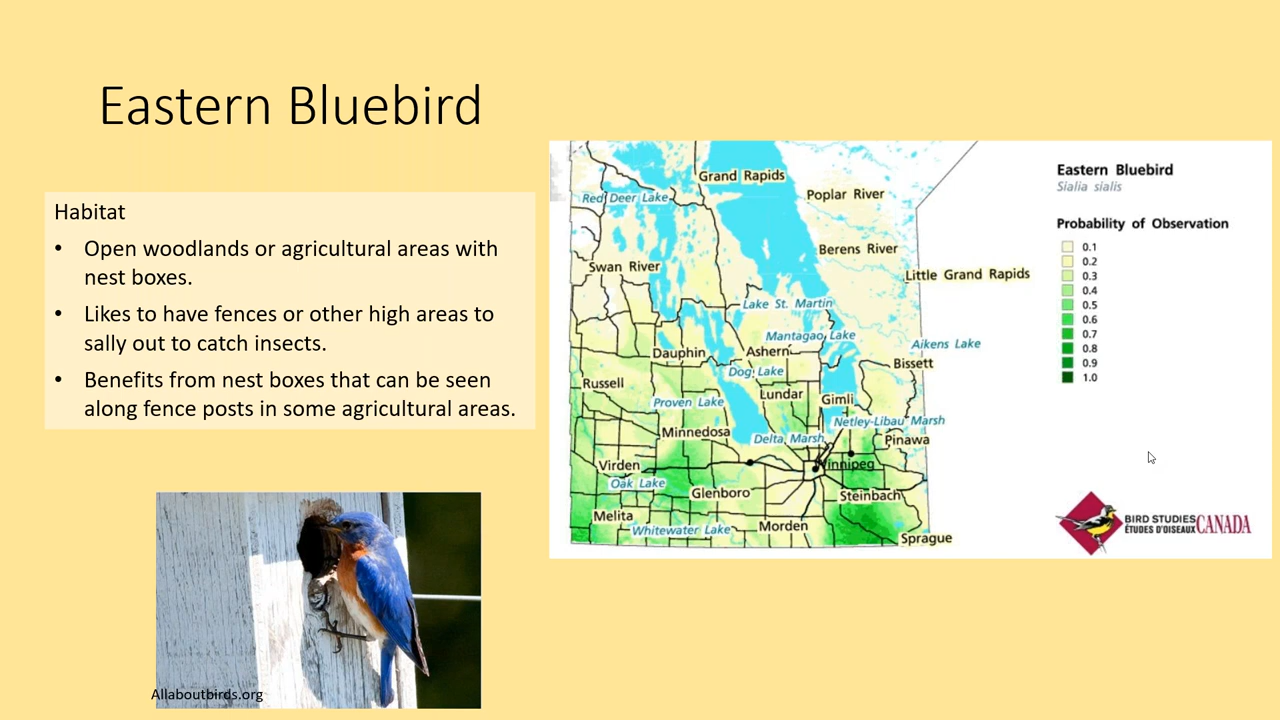 Eastern Bluebird
Habitat
• Open woodlands or agricultural areas with
nest boxes.
• Likes to have fences or other high areas to
sally out to catch insects.
• Benefits from nest boxes that can be seen
along fence posts in some agricultural areas.
Allaboutbirds.org
Grand Rapids
Red Deer Lake
Poplar River
Berens River
Swan River
Little Grand Rapids
Lake St. Martin
Mantagao Lake
Aikens Lake
Dauphin
Ashern
Bissett
Dog Lake
Russell
Lundar
Gimli
Proven Lake
Netley-Libau Marsh
Minnedosa
Delta Marsh
Pinawa
Virden
Winnipeg
Oak Lake
Glenboro
Steinbach
Melita
Whitewater Lake
Morden
Sprague
Eastern Bluebird
Sialia sialis
Probability of Observation
0.1
0.2
0.3
0.4
0.5
0.6
0.7
0.8
0.9
1.0
BIRD STUDIES
ÉTUDES D'OISEAUX CANADA